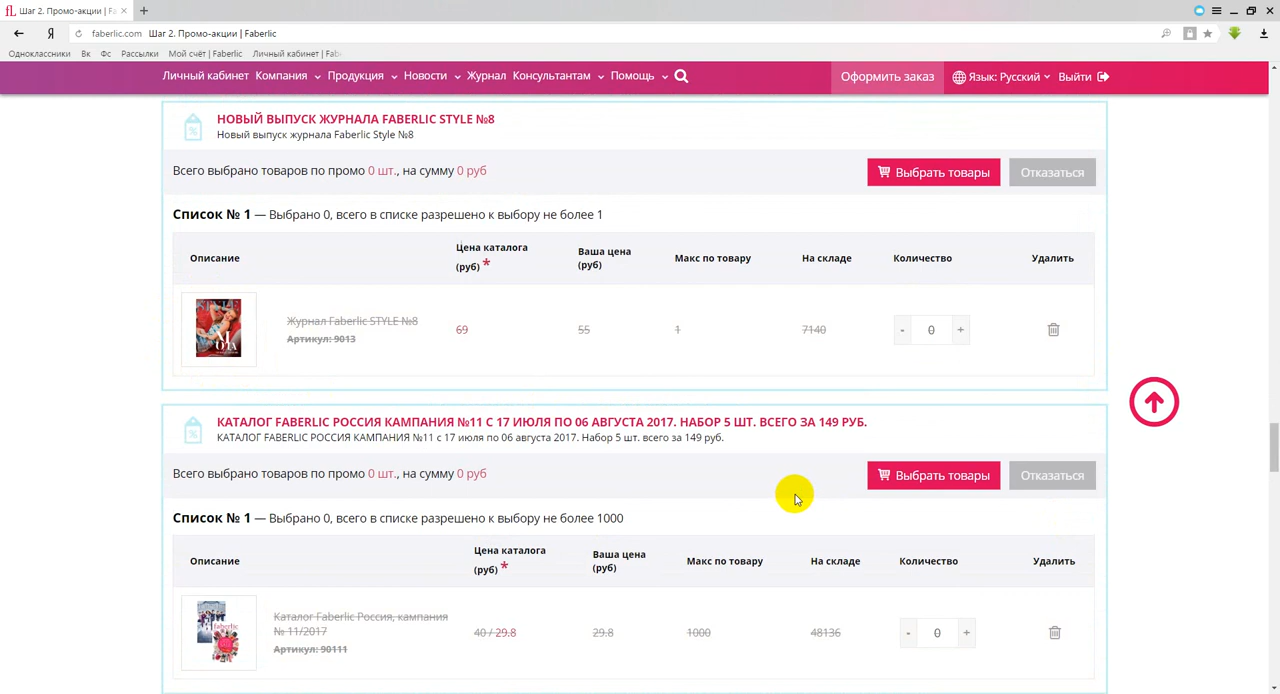 fL Шаг 2. Промо-акции | Fa
Я faberlic.com Шаг 2. Промо-акции | Faberlic
Одноклассники Вк Фс Рассылки Мой счёт | Faberlic Личный кабинет | Fab
Личный кабинет Компания Продукция Новости Журнал Консультантам Помощь Оформить заказ Язык: Русский Выйти
НОВЫЙ ВЫПУСК ЖУРНАЛА FABERLIC STYLE №8
Новый выпуск журнала Faberlic Style №8
Всего выбрано товаров по промо 0 шт., на сумму 0 руб Выбрать товары Отказаться
Список № 1 — Выбрано 0, всего в списке разрешено к выбору не более 1
Описание Цена каталога (руб) * Ваша цена (руб) Макс по товару На складе Количество Удалить
Журнал Faberlic STYLE №8 69 55 1 7140 - 0 +
Артикул: 9013
КАТАЛОГ FABERLIC РОССИЯ КАМПАНИЯ №11 С 17 ИЮЛЯ ПО 06 АВГУСТА 2017. НАБОР 5 ШТ. ВСЕГО ЗА 149 РУБ.
КАТАЛОГ FABERLIC РОССИЯ КАМПАНИЯ №11 с 17 июля по 06 августа 2017. Набор 5 шт. всего за 149 руб.
Всего выбрано товаров по промо 0 шт., на сумму 0 руб Выбрать товары Отказаться
Список № 1 — Выбрано 0, всего в списке разрешено к выбору не более 1000
Описание Цена каталога (руб) * Ваша цена (руб) Макс по товару На складе Количество Удалить
Каталог Faberlic Россия, кампания
№ 11/2017 40 / 29.8 29.8 1000 48136 - 0 +
Артикул: 90111